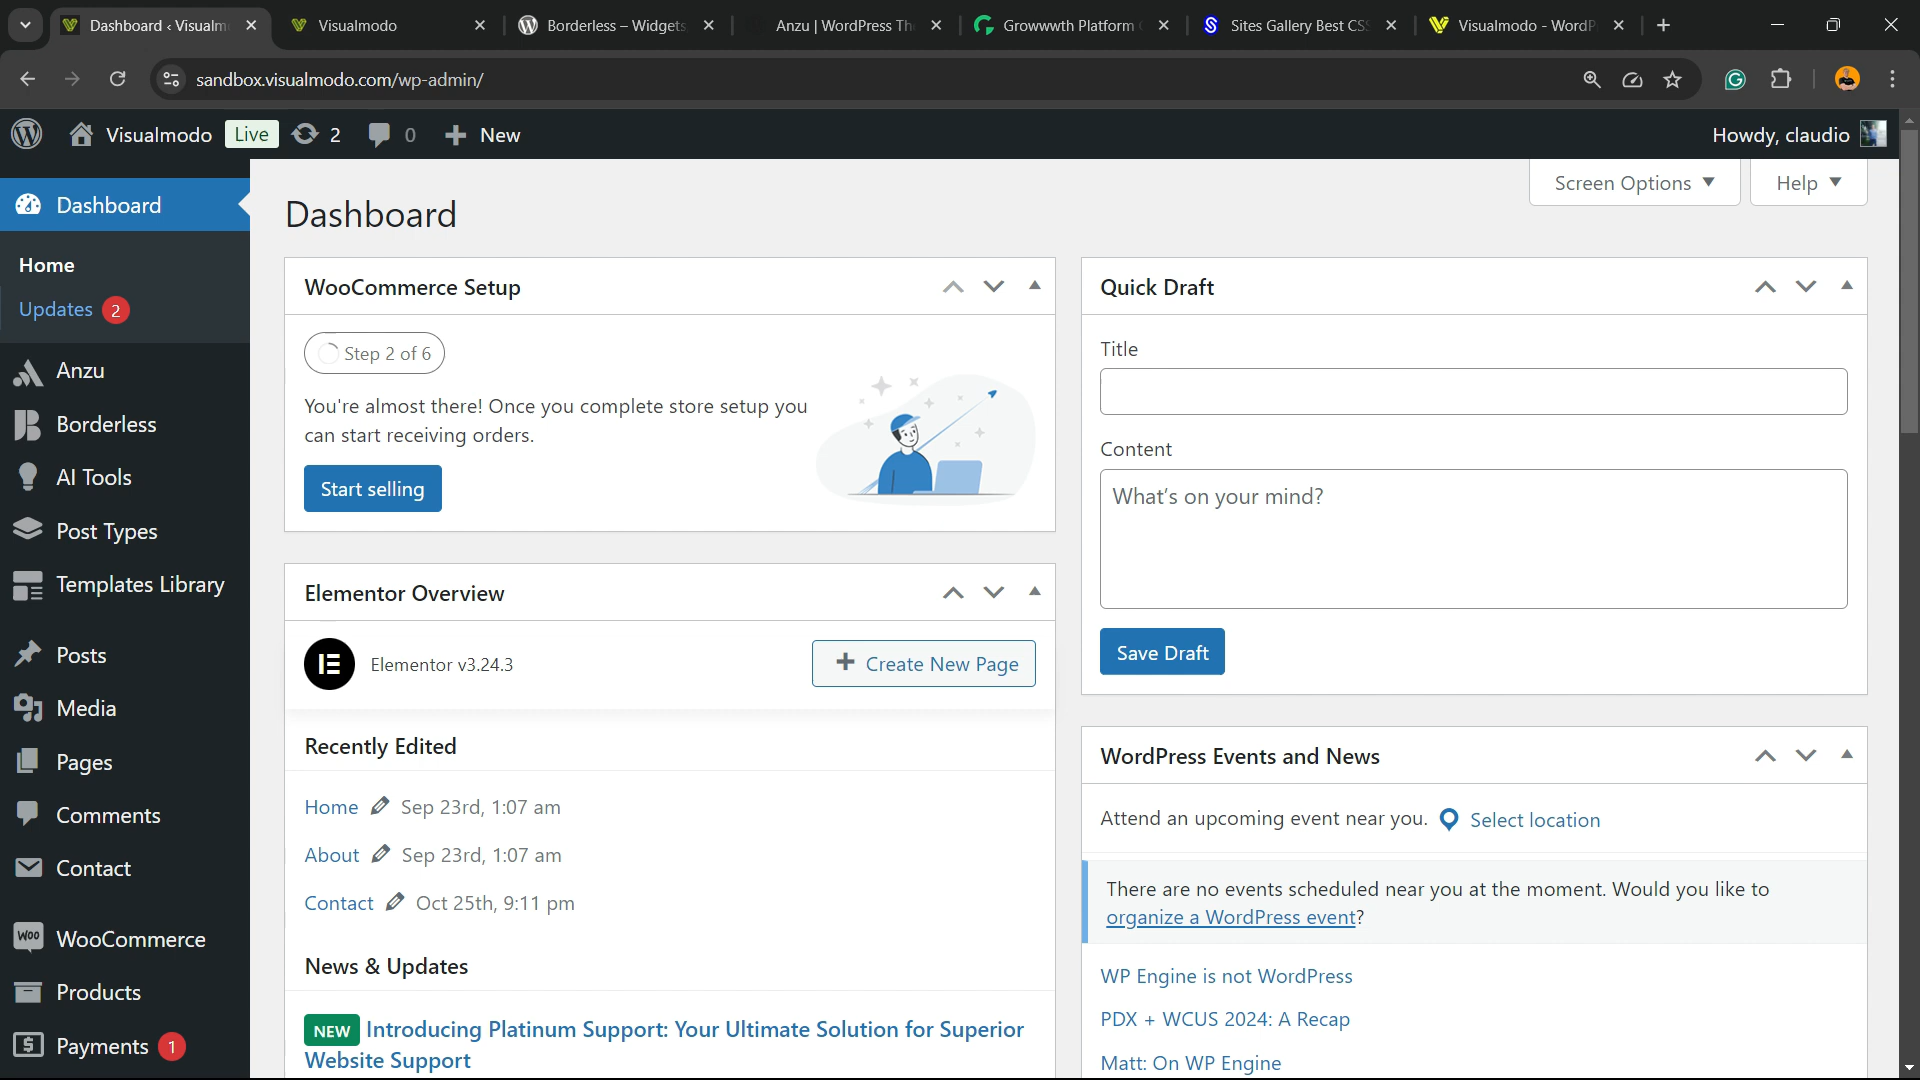 Dashboard ‹ Visualm
Visualmodo
Borderless – Widgets
Anzu | WordPress Th
Growwwth Platform
Sites Gallery Best CSS
Visualmodo - WordP
sandbox.visualmodo.com/wp-admin/
Visualmodo Live 2 0 New
Howdy, claudio
Dashboard
Home
Updates 2
Anzu
Borderless
AI Tools
Post Types
Templates Library
Posts
Media
Pages
Comments
Contact
WOO WooCommerce
Products
Payments 1
Screen Options
Help
Dashboard
WooCommerce Setup
Step 2 of 6
You're almost there! Once you complete store setup you
can start receiving orders.
Start selling
Elementor Overview
Elementor v3.24.3
Create New Page
Recently Edited
Home Sep 23rd, 1:07 am
About Sep 23rd, 1:07 am
Contact Oct 25th, 9:11 pm
News & Updates
NEW Introducing Platinum Support: Your Ultimate Solution for Superior
Website Support
Quick Draft
Title
Content
What's on your mind?
Save Draft
WordPress Events and News
Attend an upcoming event near you. Select location
There are no events scheduled near you at the moment. Would you like to
organize a WordPress event?
WP Engine is not WordPress
PDX + WCUS 2024: A Recap
Matt: On WP Engine